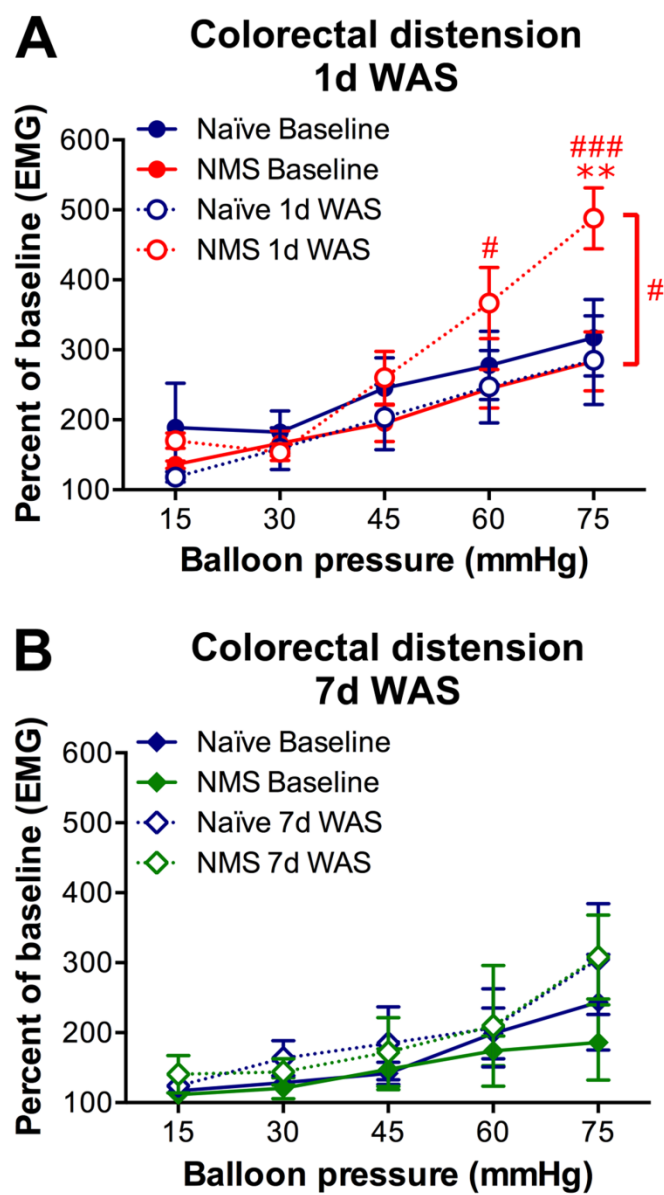 A
Colorectal distension
1d WAS
Percent of baseline (EMG)
600
500
400
300
200
100
Naïve Baseline
NMS Baseline
Naïve 1d WAS
NMS 1d WAS
#
###
**
#
15 30 45 60 75
Balloon pressure (mmHg)
B
Colorectal distension
7d WAS
Percent of baseline (EMG)
600
500
400
300
200
100
Naïve Baseline
NMS Baseline
Naïve 7d WAS
NMS 7d WAS
15 30 45 60 75
Balloon pressure (mmHg)